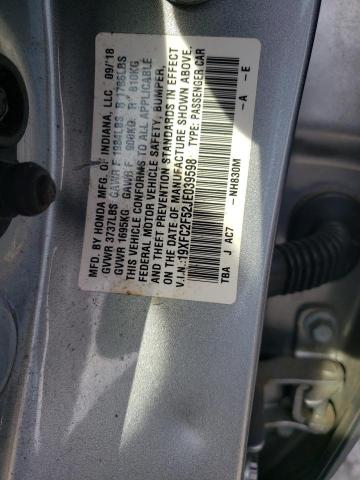 MFD. BY HONDA MFG. OF INDIANA, LLC 09/18
GVWR 3737LBS GAWR F 1984LBS R 1786LBS
GVWR 1695KG GAWR F 900KG R 810KG
THIS VEHICLE CONFORMS TO ALL APPLICABLE
FEDERAL MOTOR VEHICLE SAFETY, BUMPER,
AND THEFT PREVENTION STANDARDS IN EFFECT
ON THE DATE OF MANUFACTURE SHOWN ABOVE.
V.I.N.:19XFC2F52JE039598 TYPE: PASSENGER CAR
TBA J AC7 -NH830M -A -E